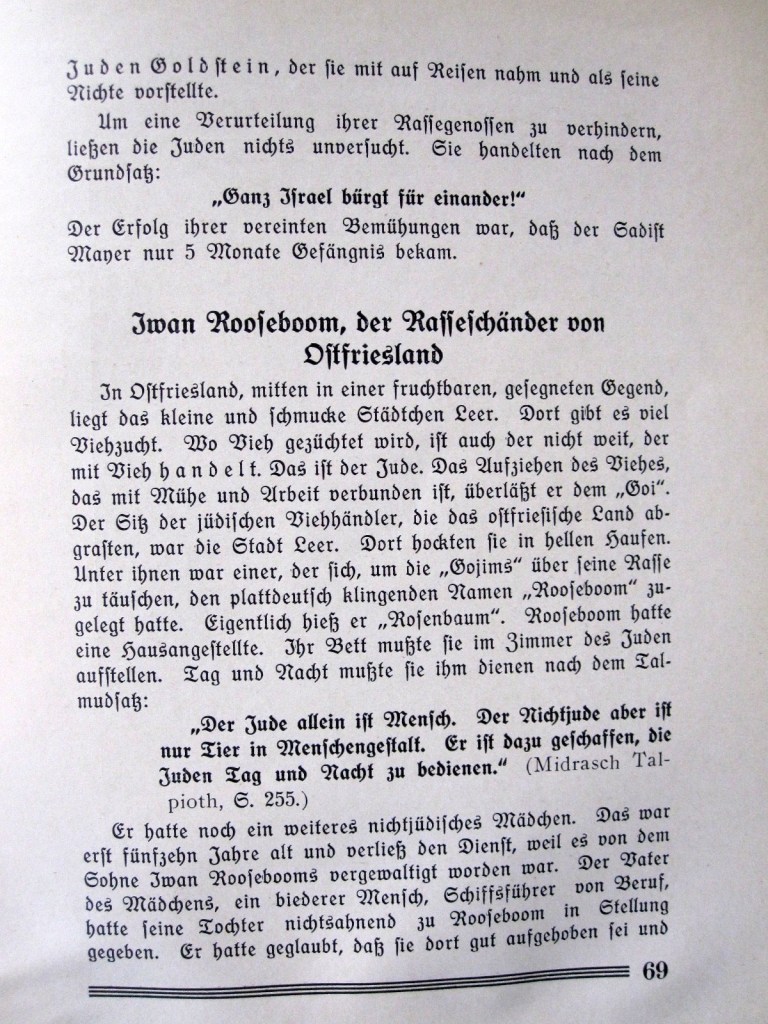 Juden Goldstein, der sie mit auf Reisen nahm und als seine
Nichte vorstellte.
Um eine Verurteilung ihrer Rassegenossen zu verhindern,
ließen die Juden nichts unversucht. Sie handelten nach dem
Grundsatz:
„Ganz Israel bürgt für einander!“
Der Erfolg ihrer vereinten Bemühungen war, daß der Sadist
Mayer nur 5 Monate Gefängnis bekam.
Iwan Rooseboom, der Rasseschänder von
Ostfriesland
In Ostfriesland, mitten in einer fruchtbaren, gesegneten Gegend,
liegt das kleine und schmucke Städtchen Leer. Dort gibt es viel
Viehzucht. Wo Vieh gezüchtet wird, ist auch der nicht weit, der
mit Vieh handelt. Das ist der Jude. Das Aufziehen des Viehes,
das mit Mühe und Arbeit verbunden ist, überläßt er dem „Goi“.
Der Sitz der jüdischen Viehhändler, die das ostfriesische Land ab-
grasten, war die Stadt Leer. Dort hockten sie in hellen Haufen.
Unter ihnen war einer, der sich, um die „Gojims“ über seine Rasse
zu täuschen, den plattdeutsch klingenden Namen „Rooseboom“ zu-
gelegt hatte. Eigentlich hieß er „Rosenbaum“. Rooseboom hatte
eine Hausangestellte. Ihr Bett mußte sie im Zimmer des Juden
aufstellen. Tag und Nacht mußte sie ihm dienen nach dem Tal-
mudsatz:
„Der Jude allein ist Mensch. Der Nichtjude aber ist
nur Tier in Menschengestalt. Er ist dazu geschaffen, die
Juden Tag und Nacht zu bedienen.“ (Midrasch Tal-
pioth, S. 255.)
Er hatte noch ein weiteres nichtjüdisches Mädchen. Das war
erst fünfzehn Jahre alt und verließ den Dienst, weil es von dem
Sohne Iwan Roosebooms vergewaltigt worden war. Der Vater
des Mädchens, ein biederer Mensch, Schiffsführer von Beruf,
hatte seine Tochter nichtsahnend zu Rooseboom in Stellung
gegeben. Er hatte geglaubt, daß sie dort gut aufgehoben sei und
69